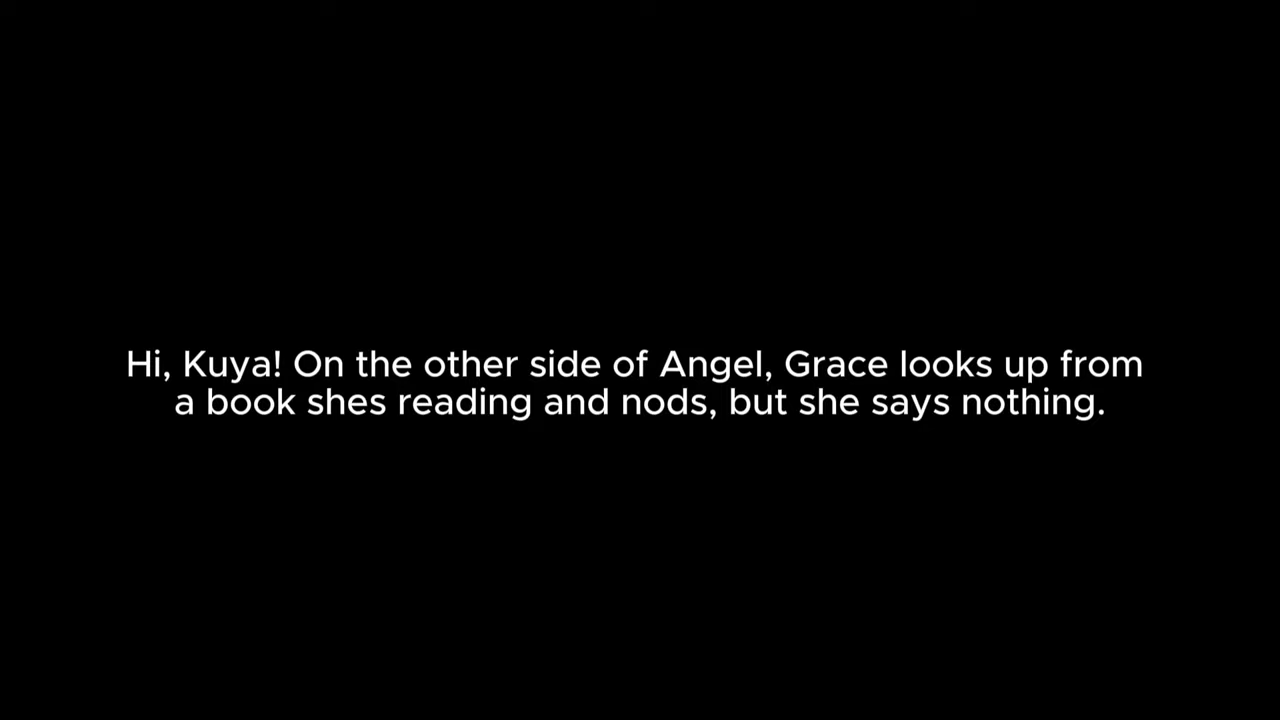 Hi, Kuya! On the other side of Angel, Grace looks up from
a book shes reading and nods, but she says nothing.